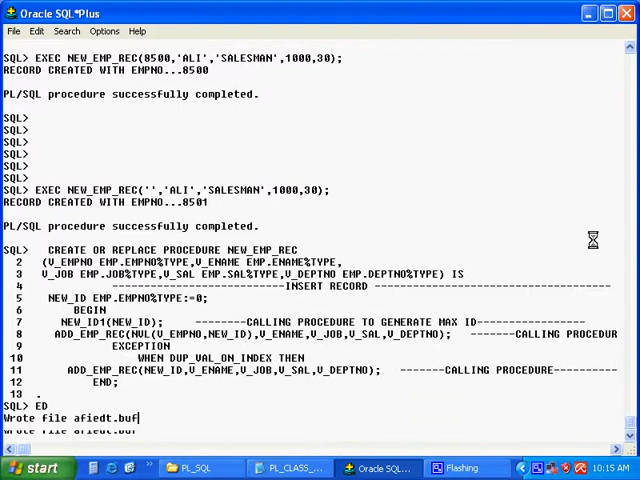 Oracle SQL*Plus
File Edit Search Options Help
SQL> EXEC NEW_EMP_REC(8500,'ALI','SALESMAN',1000,30);
RECORD CREATED WITH EMPNO...8500
PL/SQL procedure successfully completed.
SQL>
SQL>
SQL>
SQL>
SQL>
SQL>
SQL> EXEC NEW_EMP_REC('','ALI','SALESMAN',1000,30);
RECORD CREATED WITH EMPNO...8501
PL/SQL procedure successfully completed.
SQL> CREATE OR REPLACE PROCEDURE NEW_EMP_REC
2 (V_EMPNO EMP.EMPNO%TYPE,V_ENAME EMP.ENAME%TYPE,
3 V_JOB EMP.JOB%TYPE,V_SAL EMP.SAL%TYPE,V_DEPTNO EMP.DEPTNO%TYPE) IS
4 -----------------------------INSERT RECORD ---------------------------------------
5 NEW_ID EMP.EMPNO%TYPE:=0;
6 BEGIN
7 NEW_ID1(NEW_ID); --------CALLING PROCEDURE TO GENERATE MAX ID-----------------
8 ADD_EMP_REC(NVL(V_EMPNO,NEW_ID),V_ENAME,V_JOB,V_SAL,V_DEPTNO); -------CALLING PROCEDUR
9 EXCEPTION
10 WHEN DUP_VAL_ON_INDEX THEN
11 ADD_EMP_REC(NEW_ID,V_ENAME,V_JOB,V_SAL,V_DEPTNO); -------CALLING PROCEDURE--------------
12 END;
13 .
SQL> ED
Wrote file afiedt.buf
Wrote file afiedt.buf
start PL_SQL PL_CLASS_... Oracle SQL... Flashing 10:15 AM